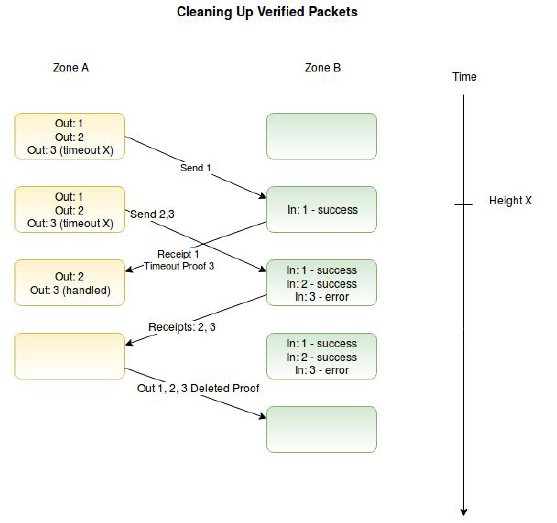 Cleaning Up Verified Packets
Zone A
Zone B
Time
Out: 1
Out: 2
Out: 3 (timeout X)
Send 1
Out: 1
Out: 2
Out: 3 (timeout X)
Send 2,3
In: 1 - success
Height X
Receipt 1
Timeout Proof 3
Out: 2
Out: 3 (handled)
In: 1 - success
In: 2 - success
In: 3 - error
Receipts: 2, 3
In: 1 - success
In: 2 - success
In: 3 - error
Out 1, 2, 3 Deleted Proof